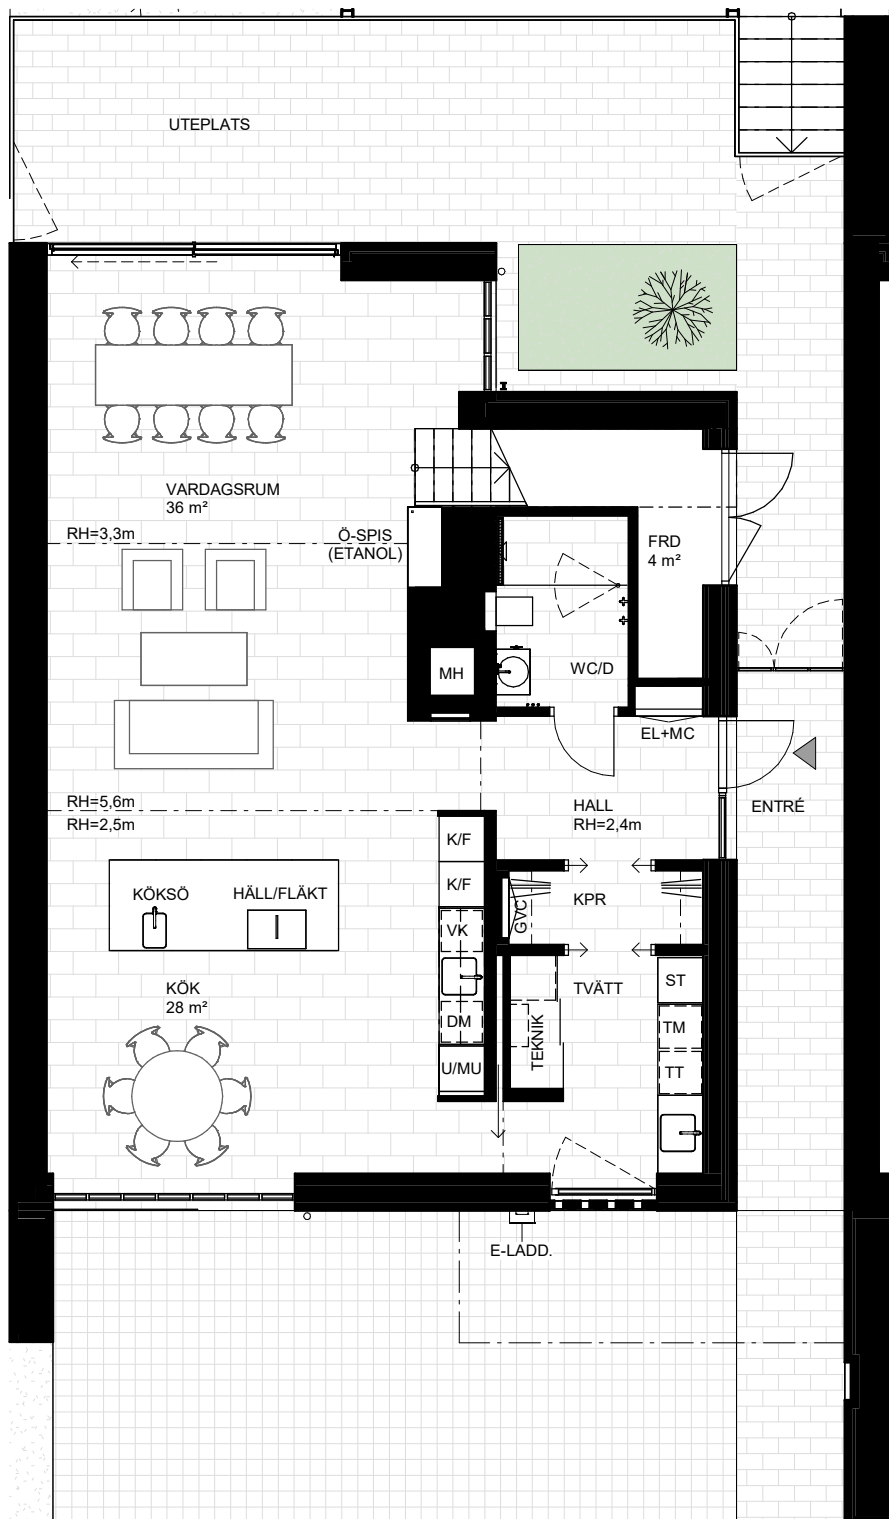 UTEPLATS
VARDAGSRUM
36 m²
RH=3,3m
Ö-SPIS
(ETANOL)
FRD
4 m²
MH
WC/D
EL+MC
RH=5,6m
RH=2,5m
HALL
RH=2,4m
ENTRÉ
K/F
K/F
KÖKSÖ
HÄLL/FLÄKT
GVC
KPR
VK
KÖK
28 m²
TVÄTT
ST
DM
TEKNIK
TM
U/MU
TT
E-LADD.